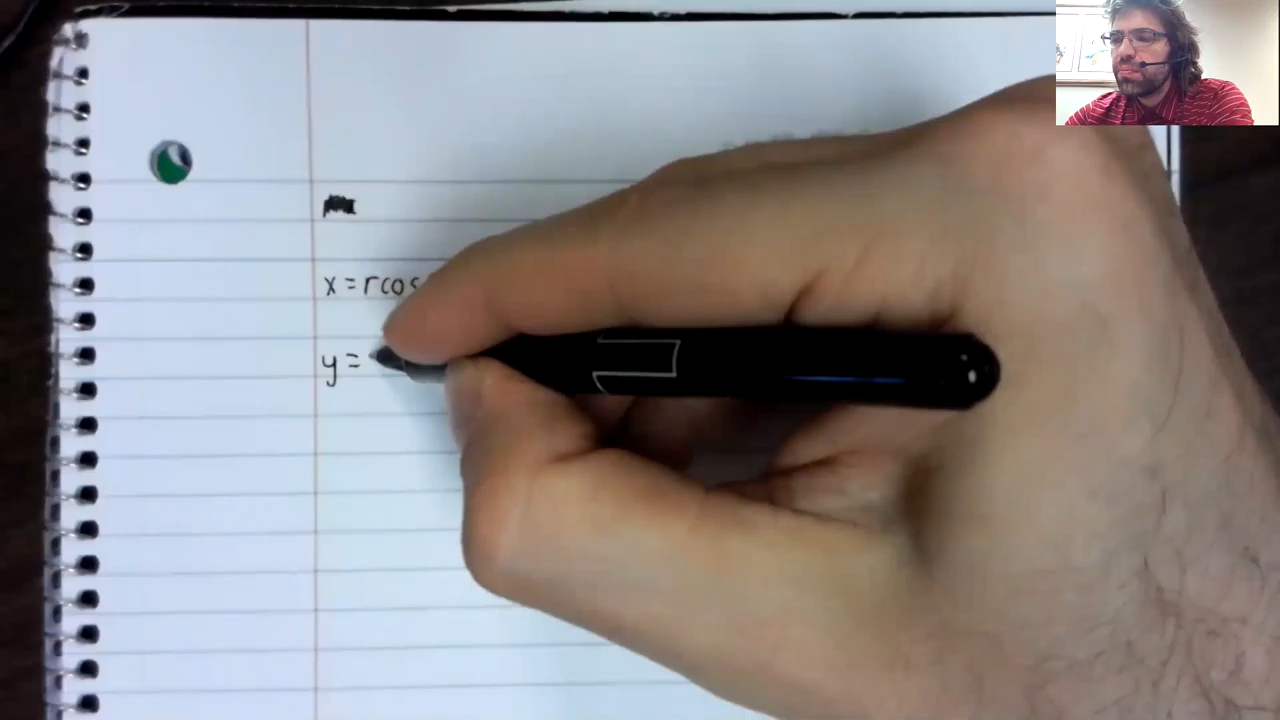 x = rcos
y =